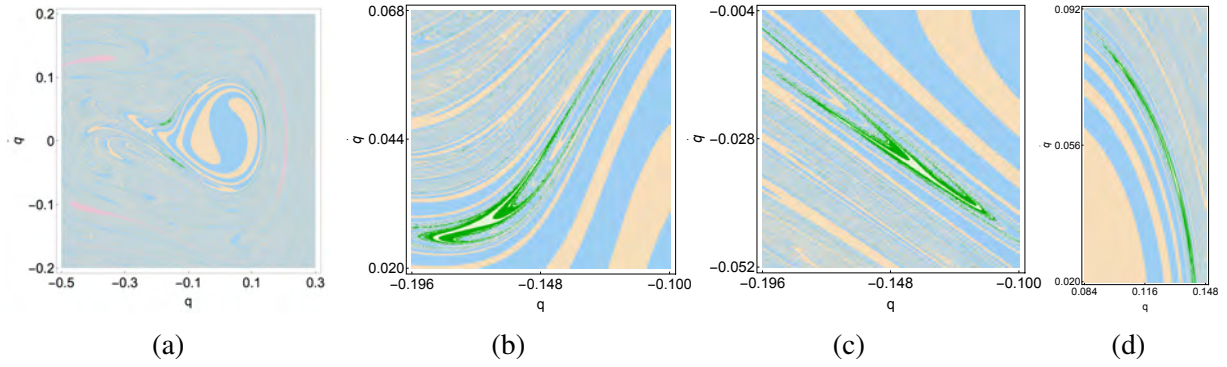 0.2
0.1
0
-0.1
-0.2
-0.5 -0.3 -0.1 0.1 0.3
q̇
q
(a)
0.068
0.044
0.020
-0.196 -0.148 -0.100
q̇
q
(b)
-0.004
-0.028
-0.052
-0.196 -0.148 -0.100
q̇
q
(c)
0.092
0.056
0.020
0.084 0.116 0.148
q̇
q
(d)